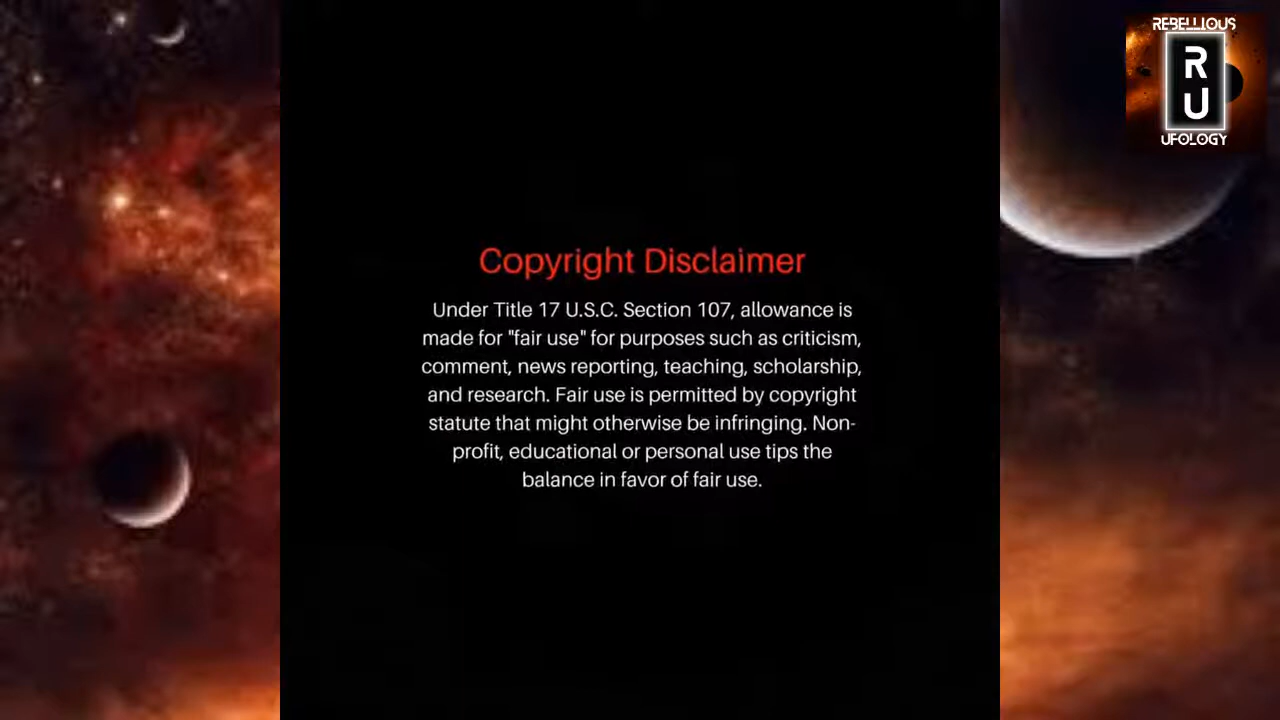 REBELLIOUS
R
U
UFOLOGY
Copyright Disclaimer
Under Title 17 U.S.C. Section 107, allowance is
made for "fair use" for purposes such as criticism,
comment, news reporting, teaching, scholarship,
and research. Fair use is permitted by copyright
statute that might otherwise be infringing. Non-
profit, educational or personal use tips the
balance in favor of fair use.